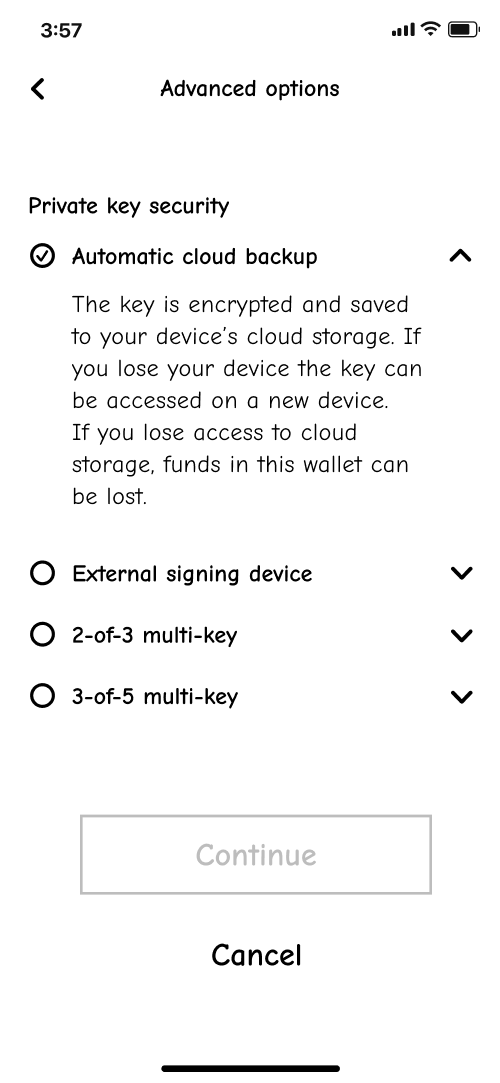 3:57
Advanced options
Private key security
Automatic cloud backup
The key is encrypted and saved
to your device's cloud storage. If
you lose your device the key can
be accessed on a new device.
If you lose access to cloud
storage, funds in this wallet can
be lost.
External signing device
2-of-3 multi-key
3-of-5 multi-key
Continue
Cancel